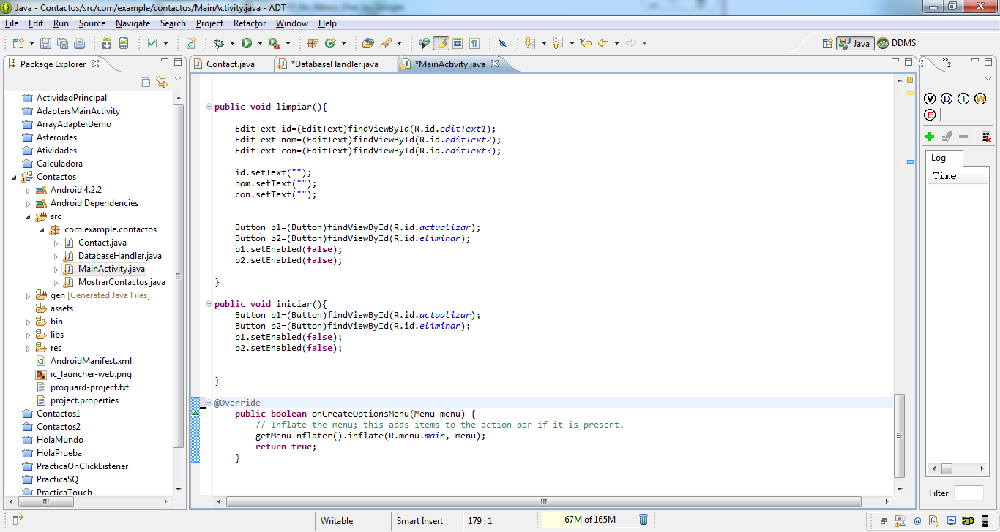 Java - Contactos/src/com/example/contactos/MainActivity.java - ADT
File Edit Run Source Navigate Search Project Refactor Window Help
Java DDMS
Package Explorer
Contact.java
*DatabaseHandler.java
*MainActivity.java
2
ActividadPrincipal
AdaptersMainActivity
ArrayAdapterDemo
Asteroides
Atividades
Calculadora
Contactos
Android 4.2.2
Android Dependencies
src
com.example.contactos
Contact.java
DatabaseHandler.java
MainActivity.java
MostrarContactos.java
gen [Generated Java Files]
assets
bin
libs
res
AndroidManifest.xml
ic_launcher-web.png
proguard-project.txt
project.properties
Contactos1
Contactos2
HolaMundo
HolaPrueba
PracticaOnClickListener
PracticaSQ
PracticaTouch
public void limpiar(){
EditText id=(EditText)findViewById(R.id.editText1);
EditText nom=(EditText)findViewById(R.id.editText2);
EditText con=(EditText)findViewById(R.id.editText3);
id.setText("");
nom.setText("");
con.setText("");
Button b1=(Button)findViewById(R.id.actualizar);
Button b2=(Button)findViewById(R.id.eliminar);
b1.setEnabled(false);
b2.setEnabled(false);
}
public void iniciar(){
Button b1=(Button)findViewById(R.id.actualizar);
Button b2=(Button)findViewById(R.id.eliminar);
b1.setEnabled(false);
b2.setEnabled(false);
}
@Override
public boolean onCreateOptionsMenu(Menu menu) {
// Inflate the menu; this adds items to the action bar if it is present.
getMenuInflater().inflate(R.menu.main, menu);
return true;
}
V D I W
E
Log
Time
Filter:
Writable
Smart Insert
179 : 1
67M of 165M